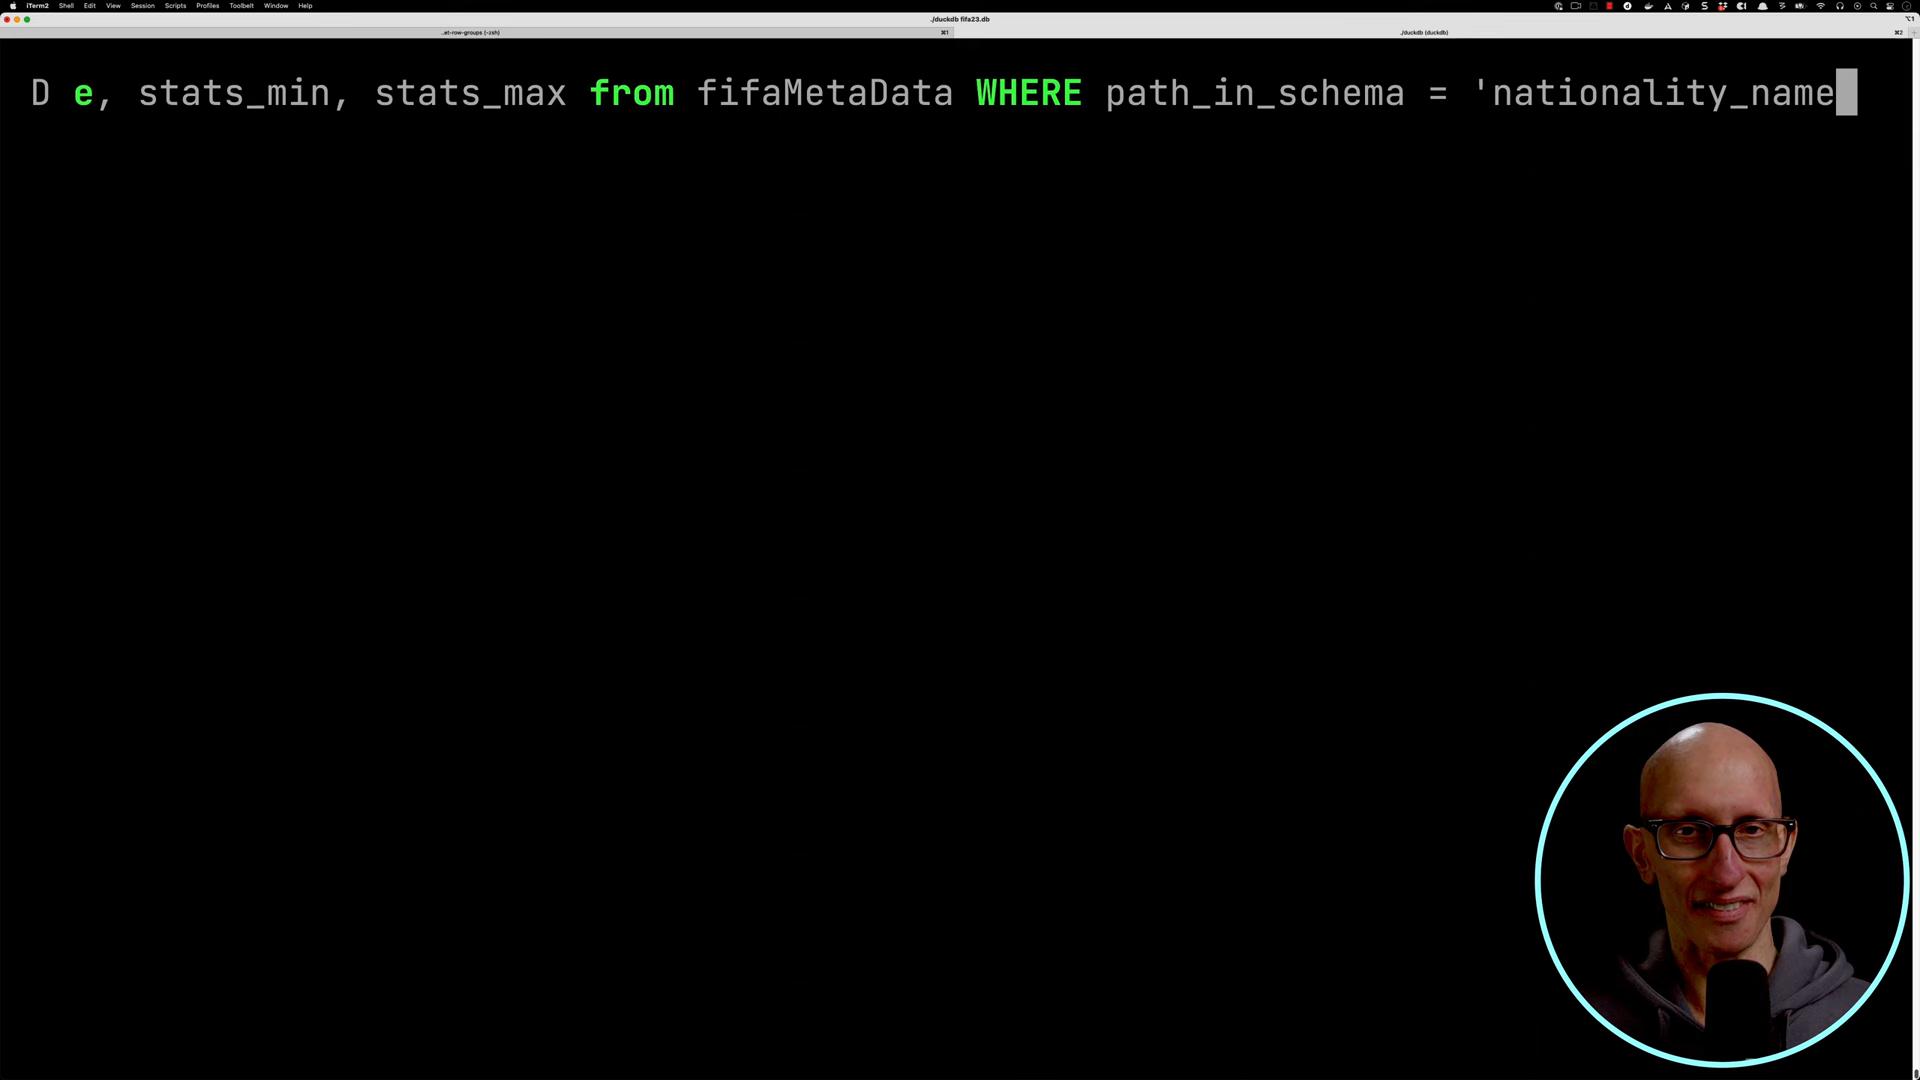 iTerm2 Shell Edit View Session Scripts Profiles Toolbelt Window Help
./duckdb fifa23.db
⌥1
..et-row-groups (-zsh) ⌘1 ./duckdb (duckdb) ⌘2
D e, stats_min, stats_max from fifaMetaData WHERE path_in_schema = 'nationality_name